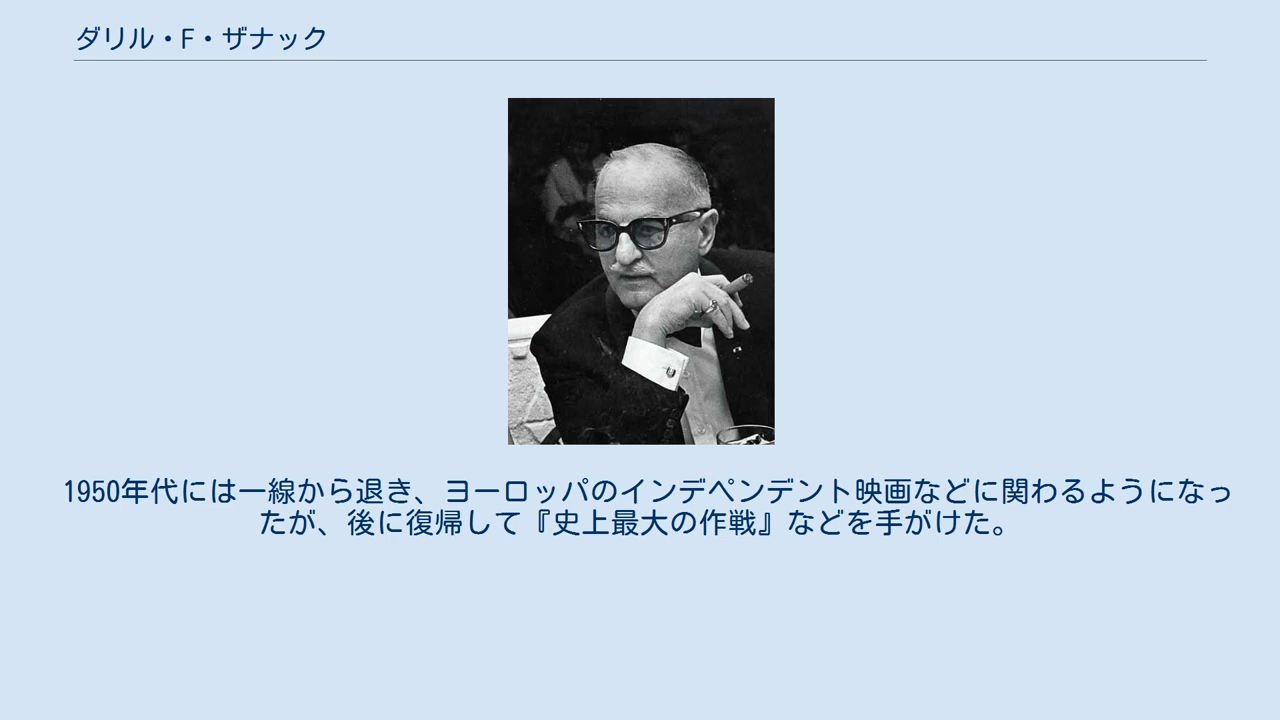 ダリル・F・ザナック
1950年代には一線から退き、ヨーロッパのインデペンデント映画などに関わるようになっ
たが、後に復帰して『史上最大の作戦』などを手がけた。